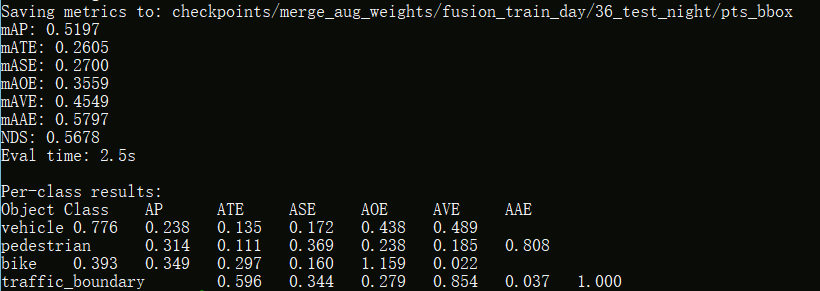 Saving metrics to: checkpoints/merge_aug_weights/fusion_train_day/36_test_night/pts_bbox
mAP: 0.5197
mATE: 0.2605
mASE: 0.2700
mAOE: 0.3559
mAVE: 0.4549
mAAE: 0.5797
NDS: 0.5678
Eval time: 2.5s
Per-class results:
Object Class AP ATE ASE AOE AVE AAE
vehicle 0.776 0.238 0.135 0.172 0.438 0.489
pedestrian 0.314 0.111 0.369 0.238 0.185 0.808
bike 0.393 0.349 0.297 0.160 1.159 0.022
traffic_boundary 0.596 0.344 0.279 0.854 0.037 1.000